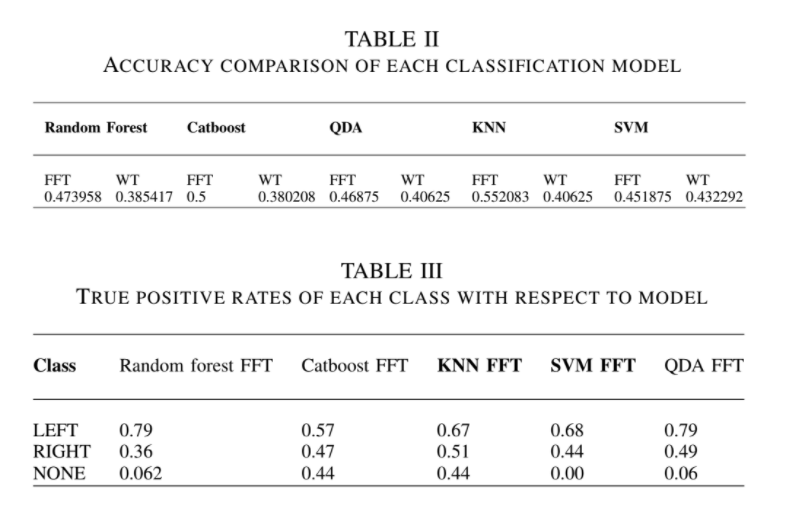 TABLE II
ACCURACY COMPARISON OF EACH CLASSIFICATION MODEL
Random Forest Catboost QDA KNN SVM
FFT WT FFT WT FFT WT FFT WT FFT WT
0.473958 0.385417 0.5 0.380208 0.46875 0.40625 0.552083 0.40625 0.451875 0.432292
TABLE III
TRUE POSITIVE RATES OF EACH CLASS WITH RESPECT TO MODEL
Class Random forest FFT Catboost FFT KNN FFT SVM FFT QDA FFT
LEFT 0.79 0.57 0.67 0.68 0.79
RIGHT 0.36 0.47 0.51 0.44 0.49
NONE 0.062 0.44 0.44 0.00 0.06